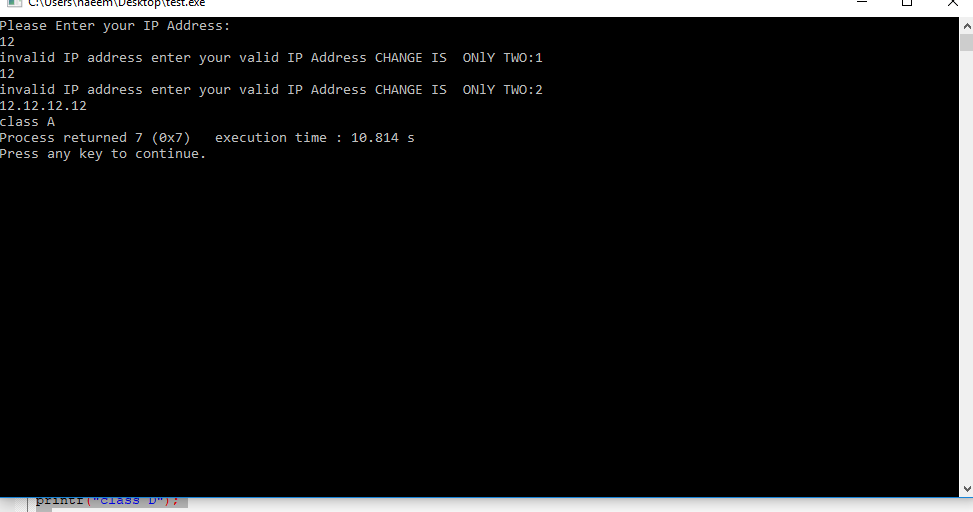 C:\Users\naeem\Desktop\test.exe
Please Enter your IP Address:
12
invalid IP address enter your valid IP Address CHANGE IS  ONlY TWO:1
12
invalid IP address enter your valid IP Address CHANGE IS  ONlY TWO:2
12.12.12.12
class A
Process returned 7 (0x7)   execution time : 10.814 s
Press any key to continue.
printf("class D");